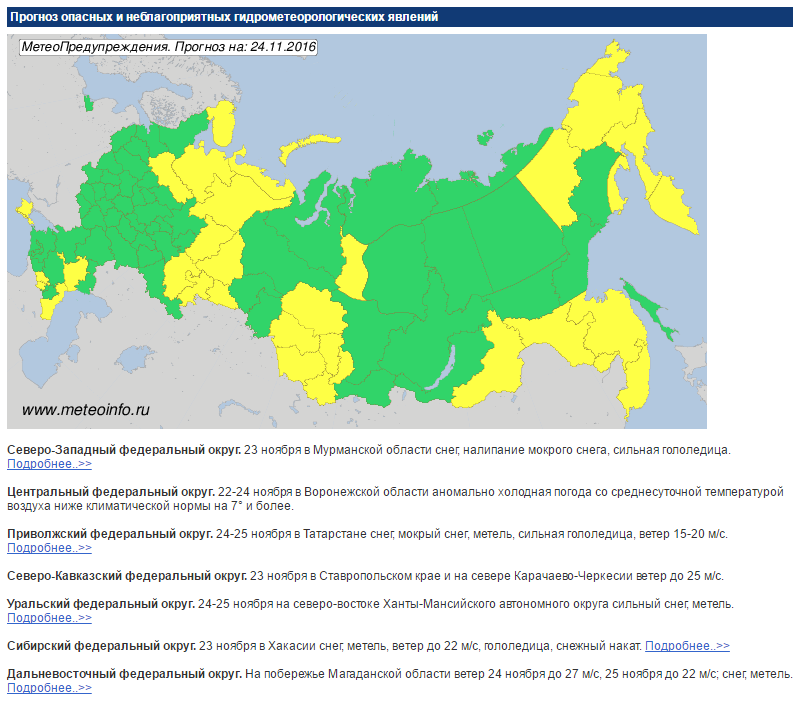 Прогноз опасных и неблагоприятных гидрометеорологических явлений
МетеоПредупреждения. Прогноз на: 24.11.2016
www.meteoinfo.ru
Северо-Западный федеральный округ. 23 ноября в Мурманской области снег, налипание мокрого снега, сильная гололедица.
Подробнее..>>
Центральный федеральный округ. 22-24 ноября в Воронежской области аномально холодная погода со среднесуточной температурой
воздуха ниже климатической нормы на 7° и более.
Приволжский федеральный округ. 24-25 ноября в Татарстане снег, мокрый снег, метель, сильная гололедица, ветер 15-20 м/с.
Подробнее..>>
Северо-Кавказский федеральный округ. 23 ноября в Ставропольском крае и на севере Карачаево-Черкесии ветер до 25 м/с.
Уральский федеральный округ. 24-25 ноября на северо-востоке Ханты-Мансийского автономного округа сильный снег, метель.
Подробнее..>>
Сибирский федеральный округ. 23 ноября в Хакасии снег, метель, ветер до 22 м/с, гололедица, снежный накат. Подробнее..>>
Дальневосточный федеральный округ. На побережье Магаданской области ветер 24 ноября до 27 м/с, 25 ноября до 22 м/с; снег, метель.
Подробнее..>>